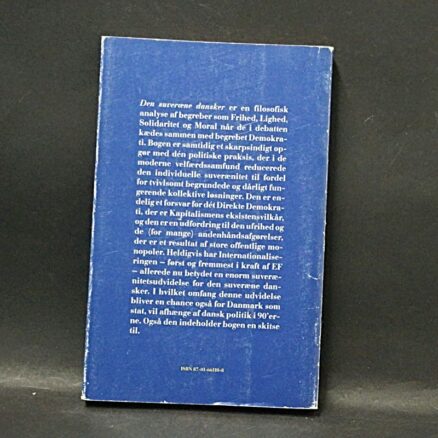 Den suveræne dansker er en filosofisk
analyse af begreber som Frihed, Lighed,
Solidaritet og Moral når de i debatten
kædes sammen med begrebet Demokra-
ti. Bogen er samtidig et skarpsindigt op-
gør med dén politiske praksis, der i de
moderne velfærdssamfund reducerede
den individuelle suverænitet til fordel
for tvivlsomt begrundede og dårligt fun-
gerende kollektive løsninger. Den er en-
delig et forsvar for dét Direkte Demokra-
ti, der er Kapitalismens eksistensvilkår,
og den er en udfordring til den ufrihed og
de (for mange) andenhåndsafgørelser,
der er et resultat af store offentlige mo-
nopoler. Heldigvis har Internationalise-
ringen – først og fremmest i kraft af EF
– allerede nu betydet en enorm suveræ-
nitetsudvidelse for den suveræne dan-
sker. I hvilket omfang denne udvidelse
bliver en chance også for Danmark som
stat, vil afhænge af dansk politik i 90'er-
ne. Også den indeholder bogen en skitse
til.
ISBN